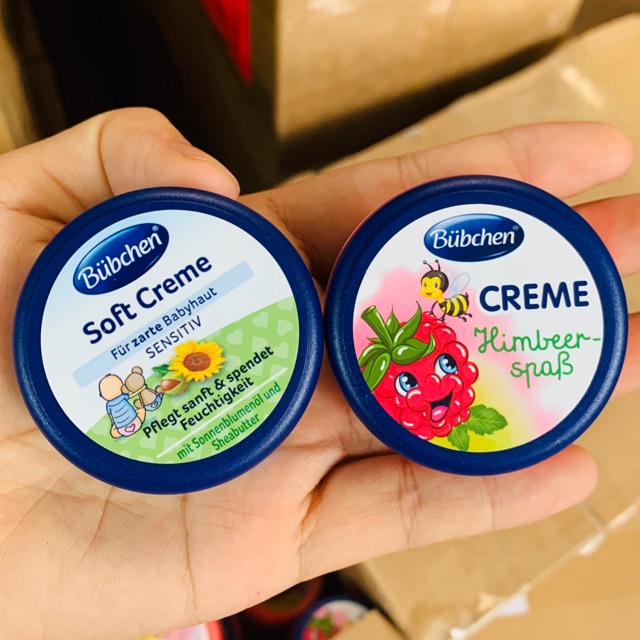 Bübchen
Soft Creme
Für zarte Babyhaut
SENSITIV
Pflegt sanft & spendet
Feuchtigkeit
mit Sonnenblumenöl und
Sheabutter
Bübchen
CREME
Himbeer-
spaß